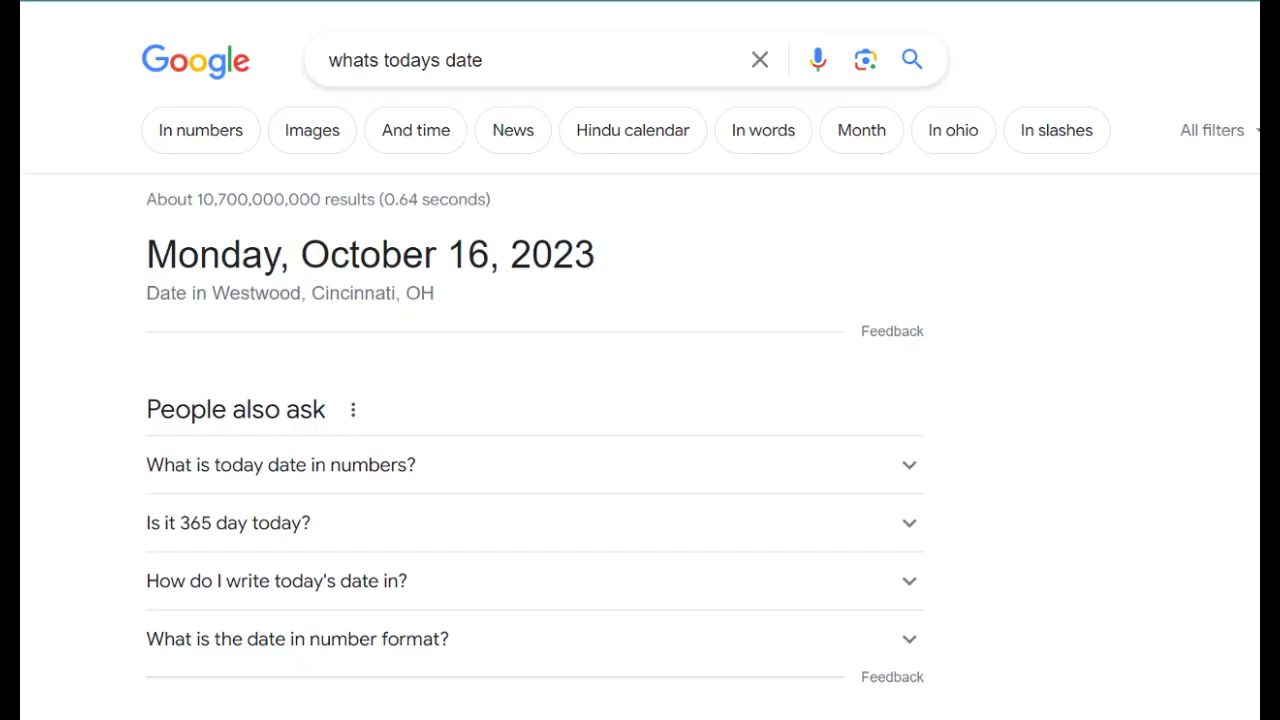 Google whats todays date
In numbers Images And time News Hindu calendar In words Month In ohio In slashes All filters
About 10,700,000,000 results (0.64 seconds)
Monday, October 16, 2023
Date in Westwood, Cincinnati, OH
Feedback
People also ask
What is today date in numbers?
Is it 365 day today?
How do I write today's date in?
What is the date in number format?
Feedback